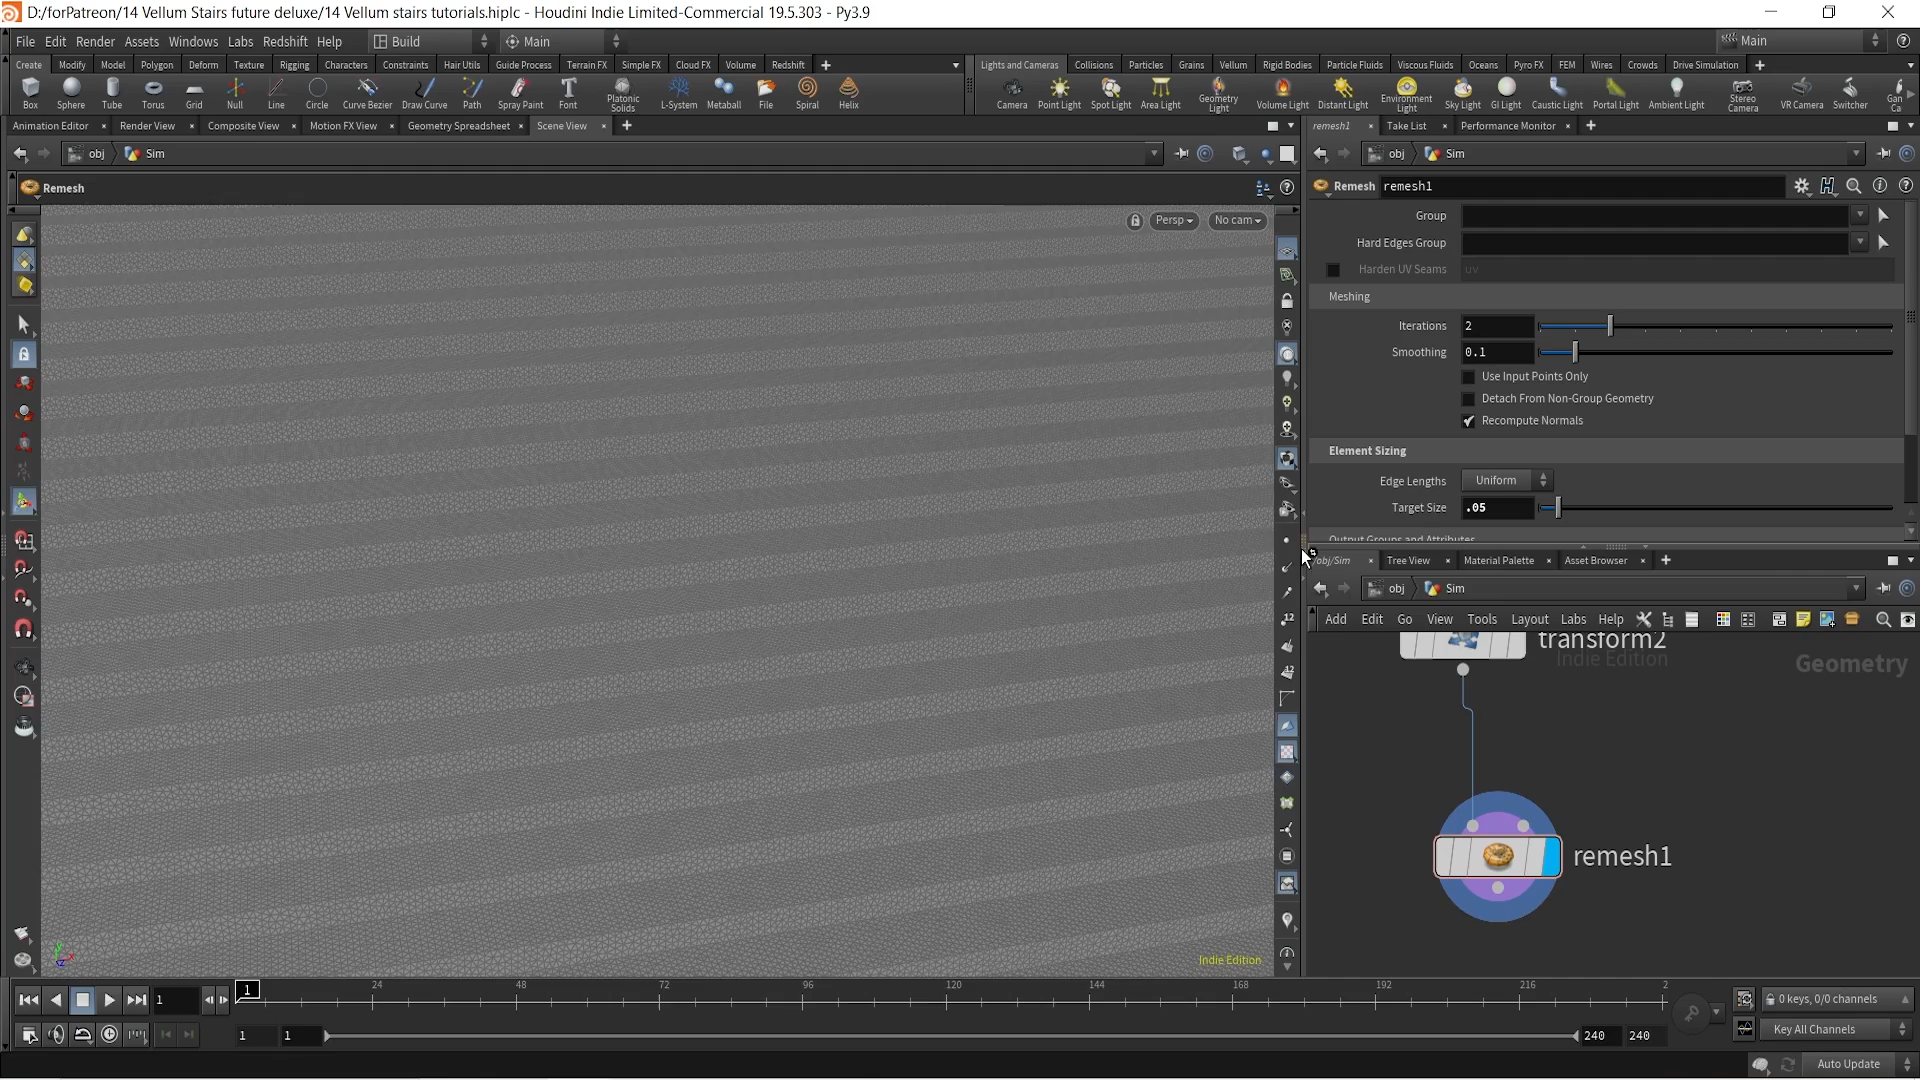 D:/forPatreon/14 Vellum Stairs future deluxe/14 Vellum stairs tutorials.hiplc - Houdini Indie Limited-Commercial 19.5.303 - Py3.9
File Edit Render Assets Windows Labs Redshift Help Build Main Main
Create Modify Model Polygon Deform Texture Rigging Characters Constraints Hair Utils Guide Process Terrain FX Simple FX Cloud FX Volume Redshift
Lights and Cameras Collisions Particles Grains Vellum Rigid Bodies Particle Fluids Viscous Fluids Oceans Pyro FX FEM Wires Crowds Drive Simulation
Box Sphere Tube Torus Grid Null Line Circle Curve Bezier Draw Curve Path Spray Paint Font Platonic Solids L-System Metaball File Spiral Helix
Camera Point Light Spot Light Area Light Geometry Light Volume Light Distant Light Environment Light Sky Light GI Light Caustic Light Portal Light Ambient Light Stereo Camera VR Camera Switcher
Animation Editor Render View Composite View Motion FX View Geometry Spreadsheet Scene View
remesh1 Take List Performance Monitor
obj Sim
obj Sim
Remesh
Remesh remesh1
Persp No cam
Group
Hard Edges Group
Harden UV Seams uv
Meshing
Iterations 2
Smoothing 0.1
Use Input Points Only
Detach From Non-Group Geometry
Recompute Normals
Element Sizing
Edge Lengths Uniform
Target Size .05
Output Groups and Attributes
/obj/Sim Tree View Material Palette Asset Browser
obj Sim
Add Edit Go View Tools Layout Labs Help
transform2
Indie Edition
Geometry
remesh1
Indie Edition
1 1 24 48 72 96 120 144 168 192 216 2
0 keys, 0/0 channels
1 1 240 240
Key All Channels
Auto Update